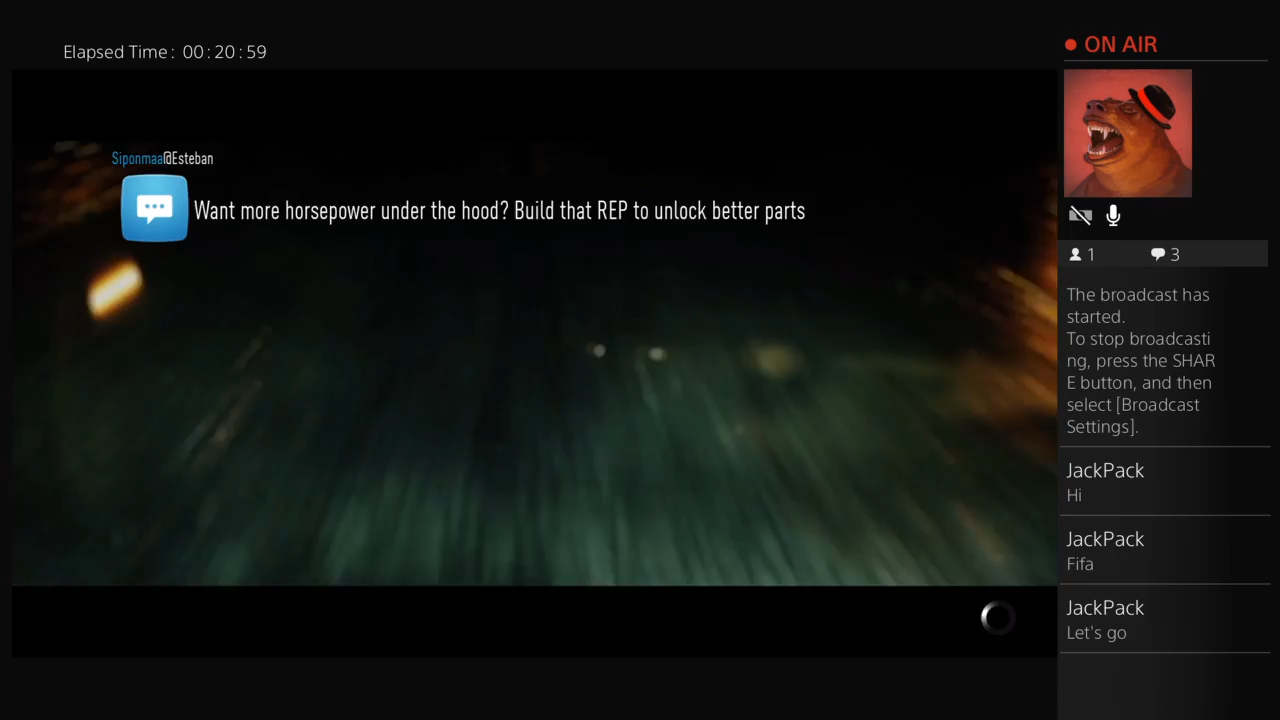 Elapsed Time: 00:20:59
ON AIR
Siponmaa@Esteban
Want more horsepower under the hood? Build that REP to unlock better parts
1 3
The broadcast has
started.
To stop broadcasti
ng, press the SHAR
E button, and then
select [Broadcast
Settings].
JackPack
Hi
JackPack
Fifa
JackPack
Let's go